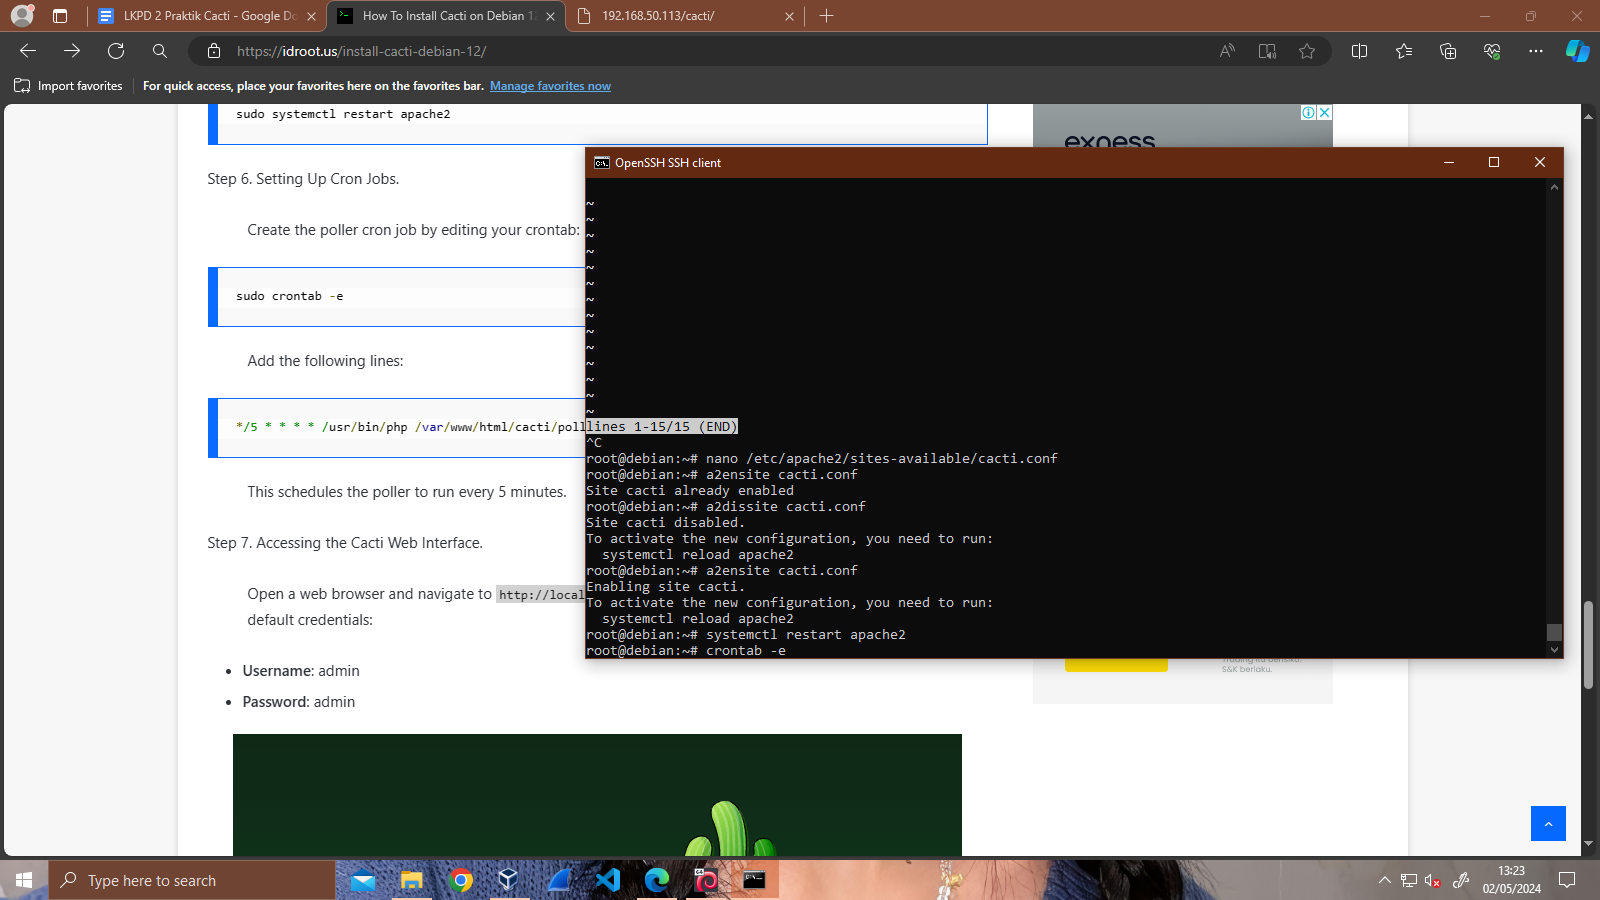 LKPD 2 Praktik Cacti - Google Do
How To Install Cacti on Debian 12
192.168.50.113/cacti/
https://idroot.us/install-cacti-debian-12/
Import favorites
For quick access, place your favorites here on the favorites bar. Manage favorites now
sudo systemctl restart apache2
exness
Step 6. Setting Up Cron Jobs.
Create the poller cron job by editing your crontab:
sudo crontab -e
Add the following lines:
*/5 * * * * /usr/bin/php /var/www/html/cacti/poll
This schedules the poller to run every 5 minutes.
Step 7. Accessing the Cacti Web Interface.
Open a web browser and navigate to http://local
default credentials:
Username: admin
Password: admin
OpenSSH SSH client
~
~
~
~
~
~
~
~
~
~
~
~
~
~
lines 1-15/15 (END)
^C
root@debian:~# nano /etc/apache2/sites-available/cacti.conf
root@debian:~# a2ensite cacti.conf
Site cacti already enabled
root@debian:~# a2dissite cacti.conf
Site cacti disabled.
To activate the new configuration, you need to run:
systemctl reload apache2
root@debian:~# a2ensite cacti.conf
Enabling site cacti.
To activate the new configuration, you need to run:
systemctl reload apache2
root@debian:~# systemctl restart apache2
root@debian:~# crontab -e
S&K berlaku.
Type here to search
13:23
02/05/2024